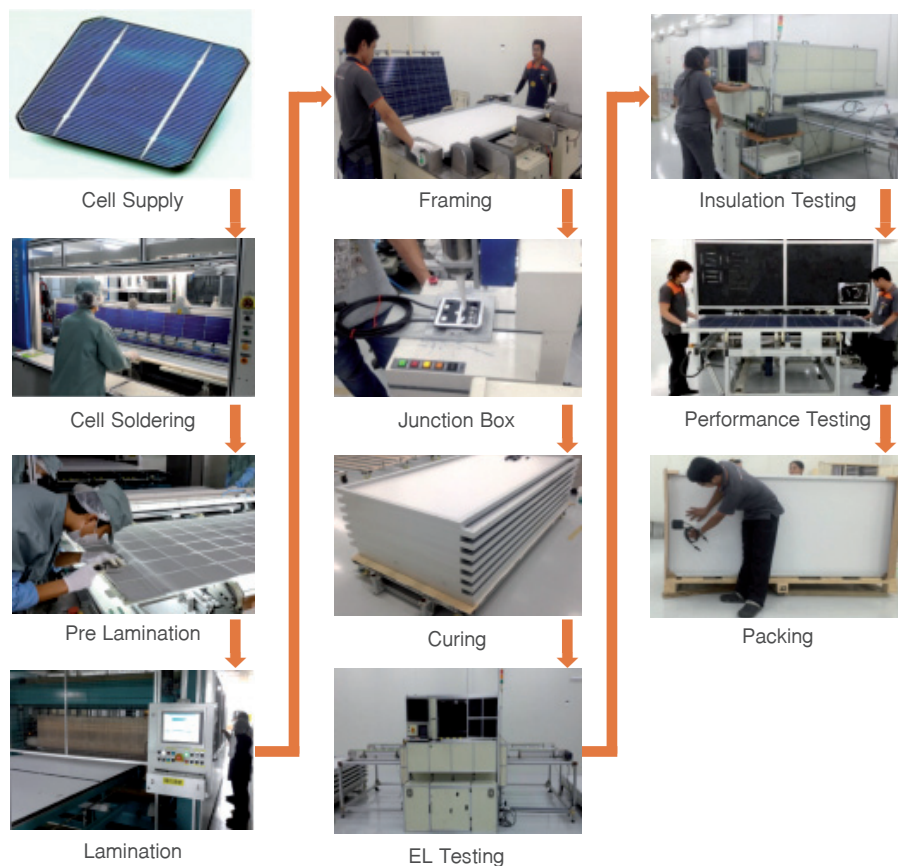 Cell Supply
Cell Soldering
Pre Lamination
Lamination
Framing
Junction Box
Curing
EL Testing
Insulation Testing
Performance Testing
Packing